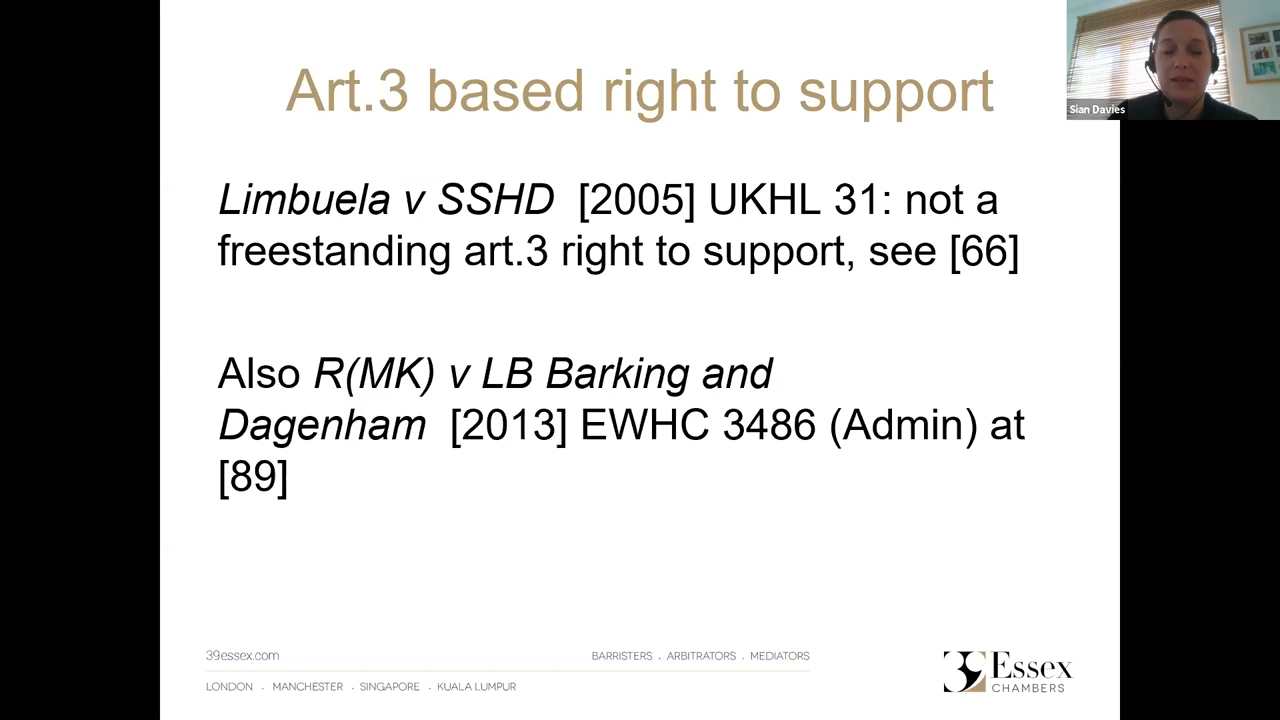 Art.3 based right to support
Sian Davies
Limbuela v SSHD [2005] UKHL 31: not a
freestanding art.3 right to support, see [66]
Also R(MK) v LB Barking and
Dagenham [2013] EWHC 3486 (Admin) at
[89]
39essex.com
BARRISTERS . ARBITRATORS . MEDIATORS
LONDON . MANCHESTER . SINGAPORE . KUALA LUMPUR
39 Essex
CHAMBERS